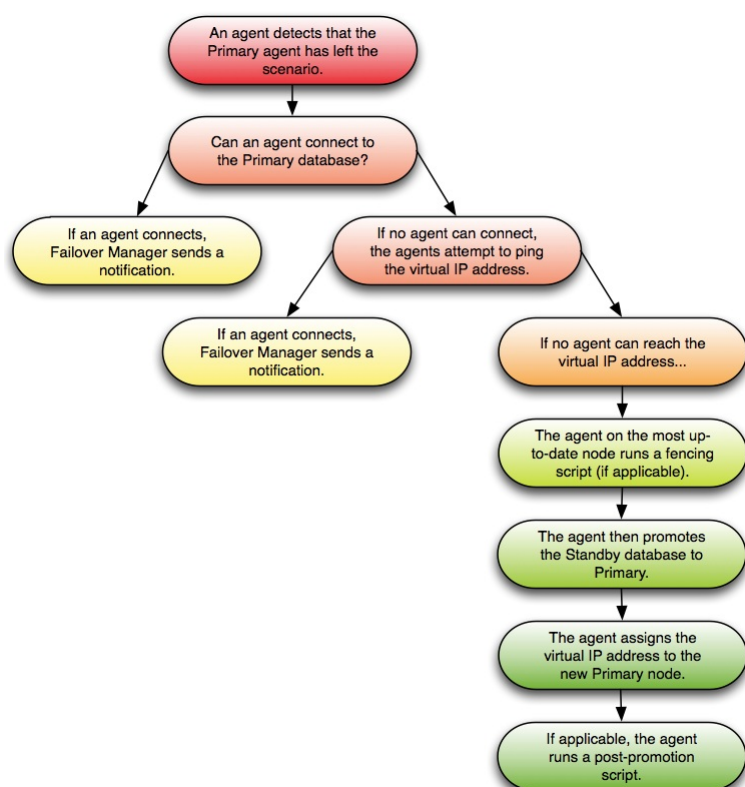 An agent detects that the
Primary agent has left the
scenario.
Can an agent connect to
the Primary database?
If an agent connects,
Failover Manager sends a
notification.
If no agent can connect,
the agents attempt to ping
the virtual IP address.
If an agent connects,
Failover Manager sends a
notification.
If no agent can reach the
virtual IP address...
The agent on the most up-
to-date node runs a fencing
script (if applicable).
The agent then promotes
the Standby database to
Primary.
The agent assigns the
virtual IP address to the
new Primary node.
If applicable, the agent
runs a post-promotion
script.